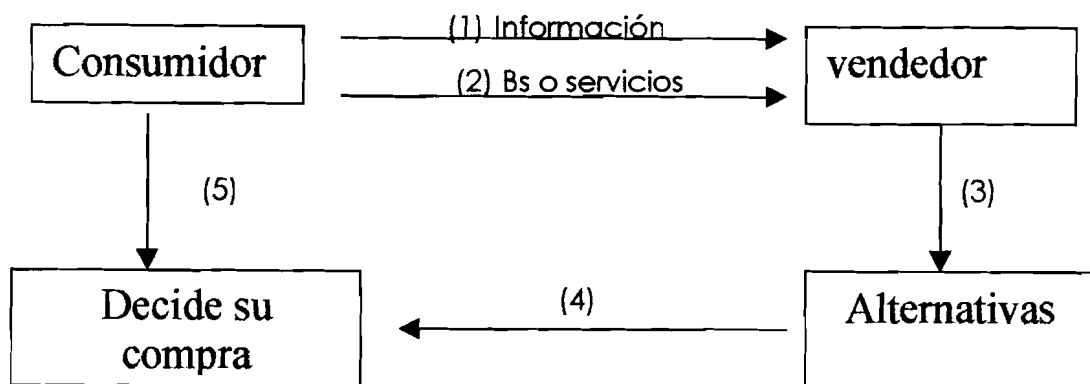 Consumidor
(1) Información
(2) Bs o servicios
vendedor
(5)
(3)
Decide su
compra
(4)
Alternativas